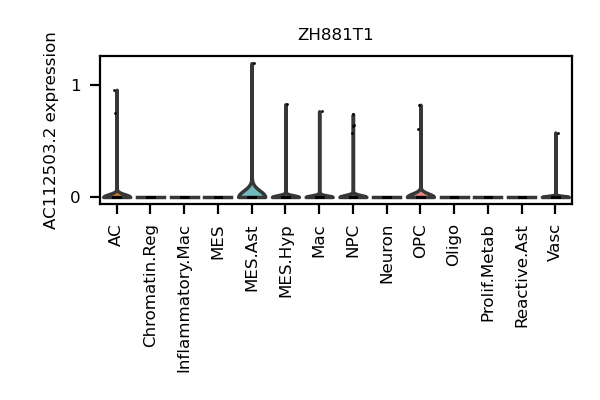 ZH881T1
AC112503.2 expression
1
0
AC
Chromatin.Reg
Inflammatory.Mac
MES
MES.Ast
MES.Hyp
Mac
NPC
Neuron
OPC
Oligo
Prolif.Metab
Reactive.Ast
Vasc